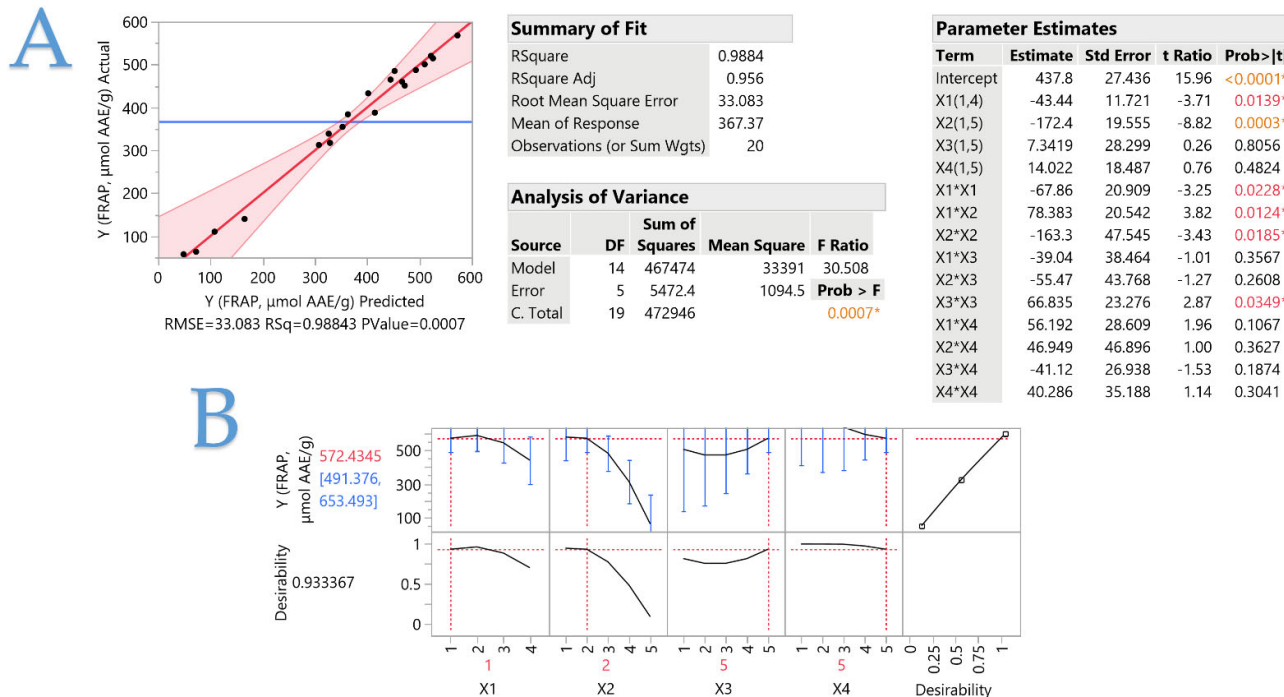 A
600
500
400
300
200
100
0 100 200 300 400 500 600
Y (FRAP, µmol AAE/g) Actual
Y (FRAP, µmol AAE/g) Predicted
RMSE=33.083 RSq=0.98843 PValue=0.0007
Summary of Fit
RSquare 0.9884
RSquare Adj 0.956
Root Mean Square Error 33.083
Mean of Response 367.37
Observations (or Sum Wgts) 20
Analysis of Variance
Sum of
Source DF Squares Mean Square F Ratio
Model 14 467474 33391 30.508
Error 5 5472.4 1094.5 Prob > F
C. Total 19 472946 0.0007*
Parameter Estimates
Term Estimate Std Error t Ratio Prob>|t
Intercept 437.8 27.436 15.96 <0.0001*
X1(1,4) -43.44 11.721 -3.71 0.0139*
X2(1,5) -172.4 19.555 -8.82 0.0003*
X3(1,5) 7.3419 28.299 0.26 0.8056
X4(1,5) 14.022 18.487 0.76 0.4824
X1*X1 -67.86 20.909 -3.25 0.0228*
X1*X2 78.383 20.542 3.82 0.0124*
X2*X2 -163.3 47.545 -3.43 0.0185*
X1*X3 -39.04 38.464 -1.01 0.3567
X2*X3 -55.47 43.768 -1.27 0.2608
X3*X3 66.835 23.276 2.87 0.0349*
X1*X4 56.192 28.609 1.96 0.1067
X2*X4 46.949 46.896 1.00 0.3627
X3*X4 -41.12 26.938 -1.53 0.1874
X4*X4 40.286 35.188 1.14 0.3041
B
Y (FRAP,
µmol AAE/g)
572.4345
[491.376,
653.493]
500
300
100
Desirability
0.933367
1
0.5
0
1 2 3 4 1 2 3 4 5 1 2 3 4 5 1 2 3 4 5 0 0.25 0.5 0.75 1
1 2 5 5
X1 X2 X3 X4 Desirability